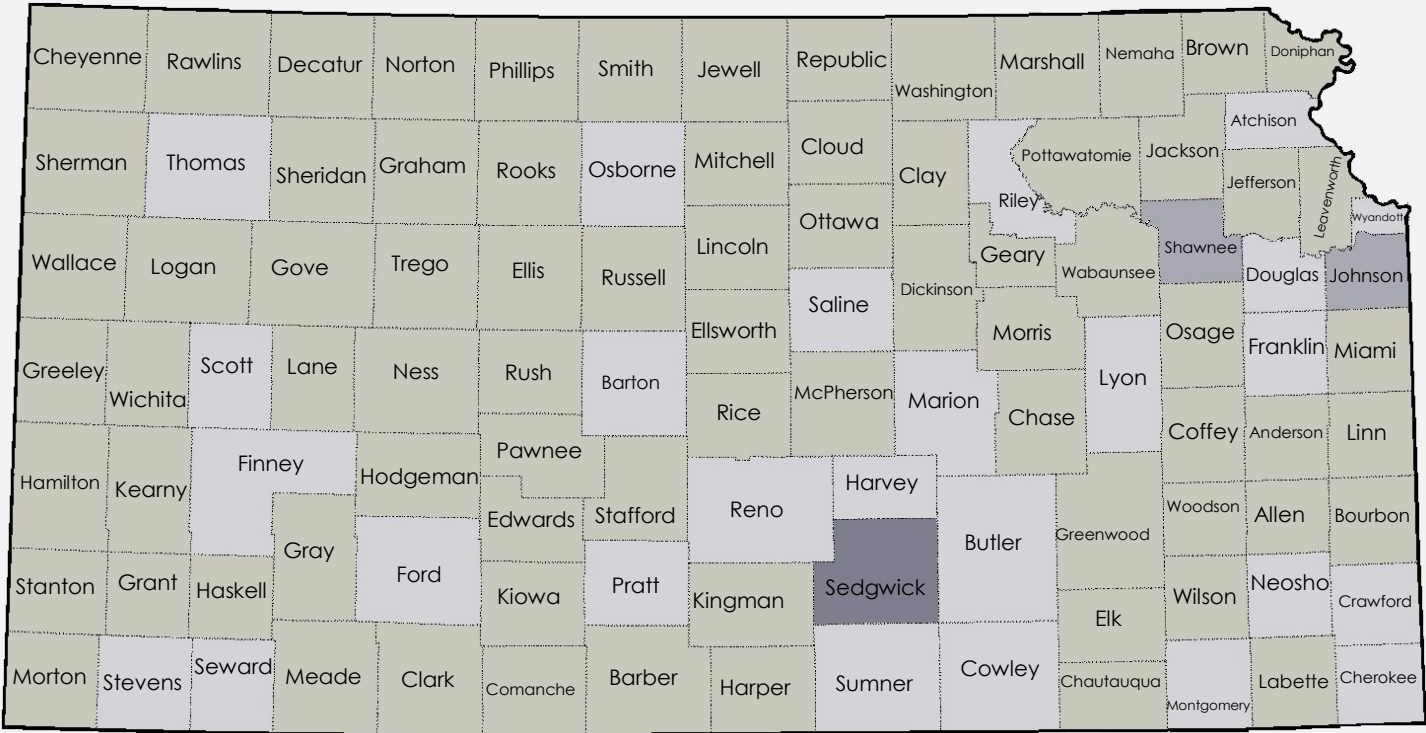 Cheyenne
Rawlins
Decatur
Norton
Phillips
Smith
Jewell
Republic
Washington
Marshall
Nemaha
Brown
Doniphan
Sherman
Thomas
Sheridan
Graham
Rooks
Osborne
Mitchell
Cloud
Clay
Riley
Pottawatomie
Jackson
Atchison
Jefferson
Leavenworth
Wyandotte
Wallace
Logan
Gove
Trego
Ellis
Russell
Lincoln
Ottawa
Saline
Dickinson
Geary
Wabaunsee
Shawnee
Douglas
Johnson
Greeley
Wichita
Scott
Lane
Ness
Rush
Barton
Ellsworth
Rice
McPherson
Marion
Morris
Chase
Lyon
Osage
Franklin
Miami
Coffey
Anderson
Linn
Hamilton
Kearny
Finney
Hodgeman
Pawnee
Edwards
Stafford
Reno
Harvey
Butler
Greenwood
Woodson
Allen
Bourbon
Gray
Ford
Pratt
Kiowa
Kingman
Sedgwick
Stanton
Grant
Haskell
Elk
Wilson
Neosho
Crawford
Morton
Stevens
Seward
Meade
Clark
Comanche
Barber
Harper
Sumner
Cowley
Chautauqua
Montgomery
Labette
Cherokee